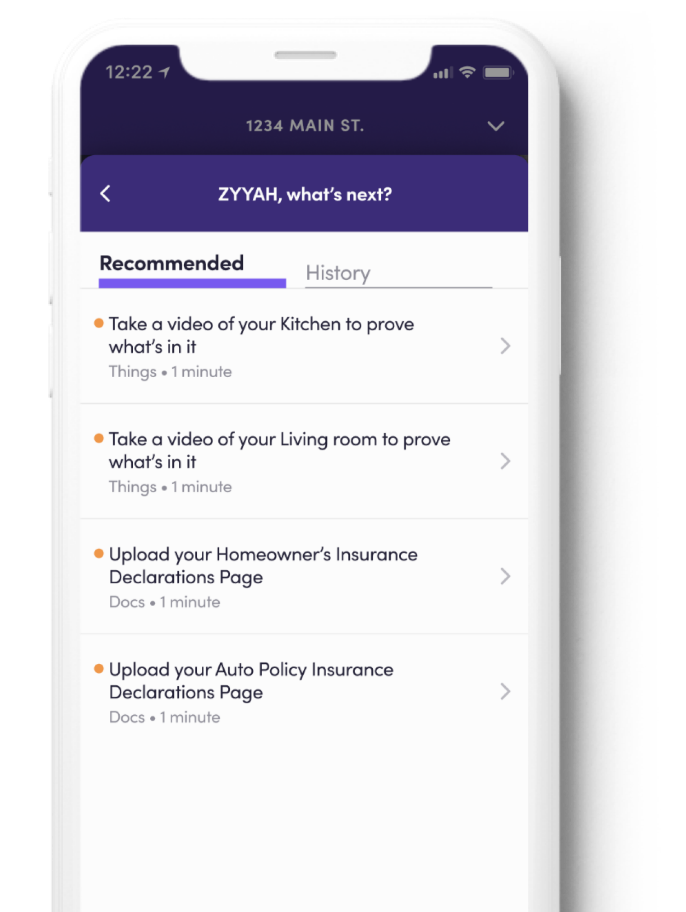 12:22
1234 MAIN ST.
ZYYAH, what's next?
Recommended
History
Take a video of your Kitchen to prove
what's in it
Things • 1 minute
Take a video of your Living room to prove
what's in it
Things • 1 minute
Upload your Homeowner's Insurance
Declarations Page
Docs • 1 minute
Upload your Auto Policy Insurance
Declarations Page
Docs • 1 minute